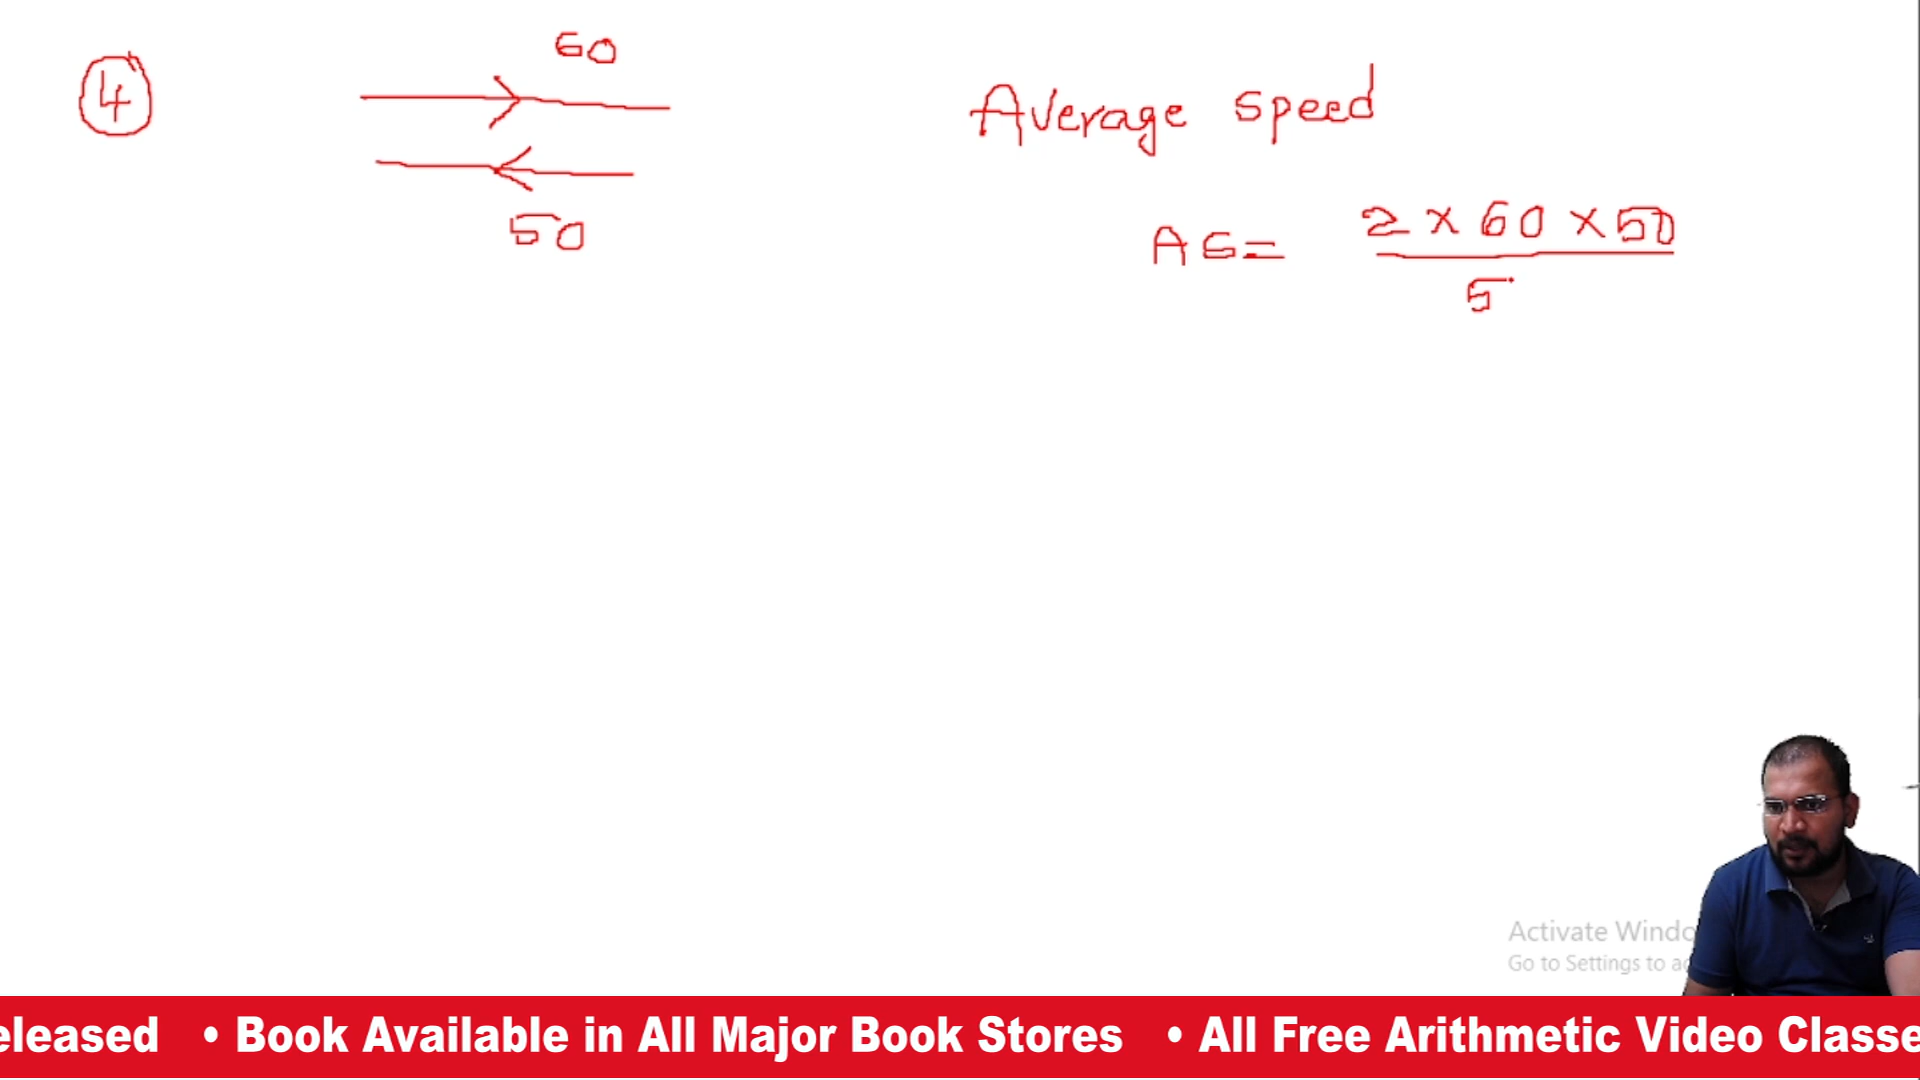 ④
60
50
Average speed
AS= 2 × 60 × 50
5
Activate Windo
Go to Settings to a
eleased • Book Available in All Major Book Stores • All Free Arithmetic Video Classe